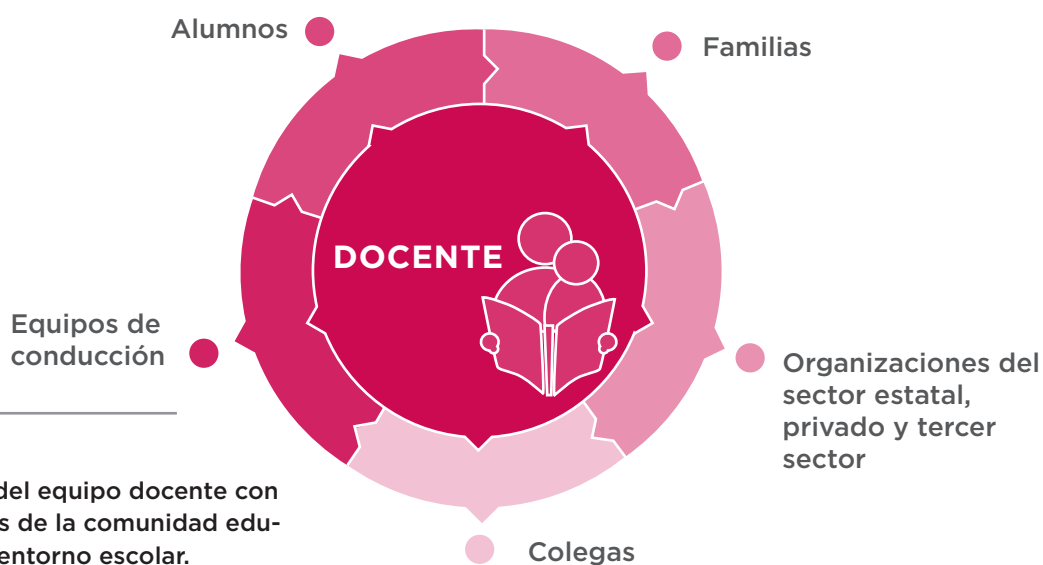 Alumnos
Familias
DOCENTE
Equipos de
conducción
Organizaciones del
sector estatal,
privado y tercer
sector
del equipo docente con
s de la comunidad edu-
entorno escolar.
Colegas